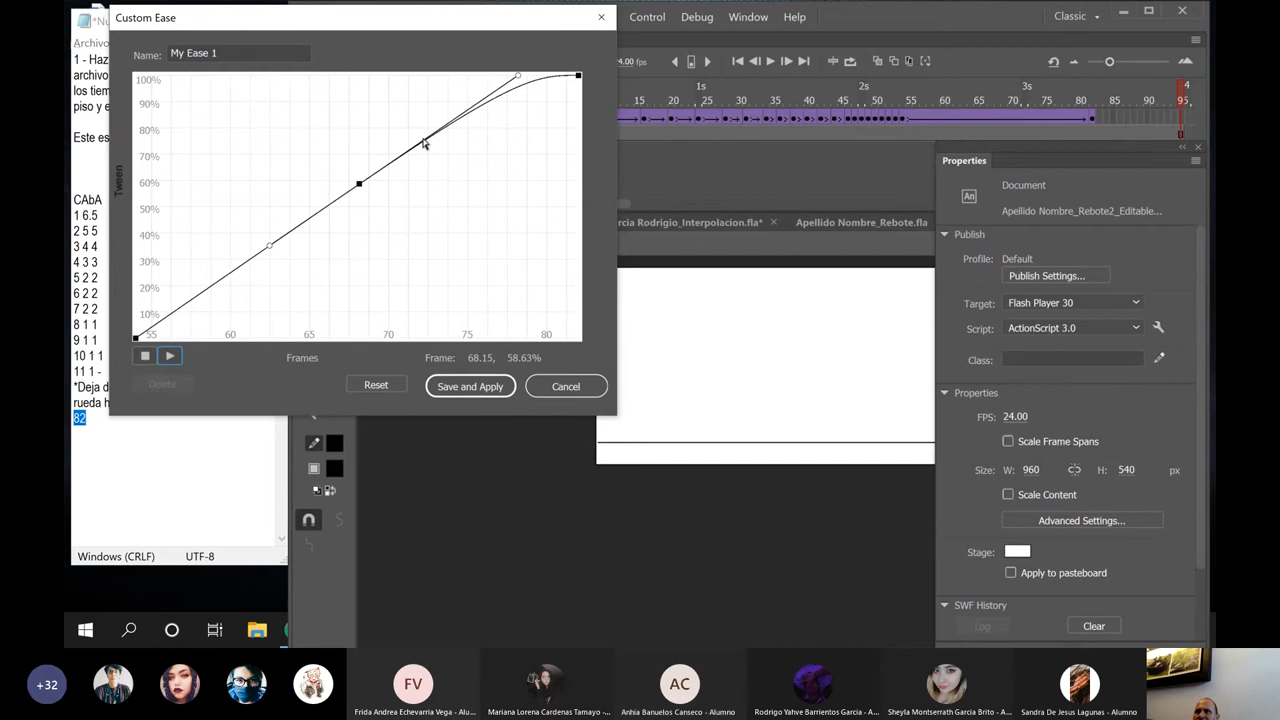 *Nu
Archivo
1 - Haz
archivo
los tiem
piso y e
Este es
CAbA
1 6.5
2 5 5
3 4 4
4 3 3
5 2 2
6 2 2
7 2 2
8 1 1
9 1 1
10 1 1
11 1 -
*Deja d
rueda h
82
Windows (CRLF) UTF-8
Custom Ease
Name: My Ease 1
100%
90%
80%
70%
60%
50%
40%
30%
20%
10%
Tween
55 60 65 70 75 80
Frames Frame: 68.15, 58.63%
Delete Reset Save and Apply Cancel
Control Debug Window Help Classic
24.00 fps
1s 2s 3s 4
15 20 25 30 35 40 45 50 55 60 65 70 75 80 85 90 95
rcia Rodrigio_Interpolacion.fla* Apellido Nombre_Rebote.fla
Properties
An Document
Apellido Nombre_Rebote2_Editable...
Publish
Profile: Default
Publish Settings...
Target: Flash Player 30
Script: ActionScript 3.0
Class:
Properties
FPS: 24.00
Scale Frame Spans
Size: W: 960 H: 540 px
Scale Content
Advanced Settings...
Stage:
Apply to pasteboard
SWF History
Log Clear
+32
FV
Frida Andrea Echevarria Vega - Alu...
Mariana Lorena Cardenas Tamayo - ...
AC
Anhia Banuelos Canseco - Alumno
Rodrigo Yahve Barrientos Garcia - A...
Sheyla Montserrath Garcia Brito - A...
Sandra De Jesus Lagunas - Alumno